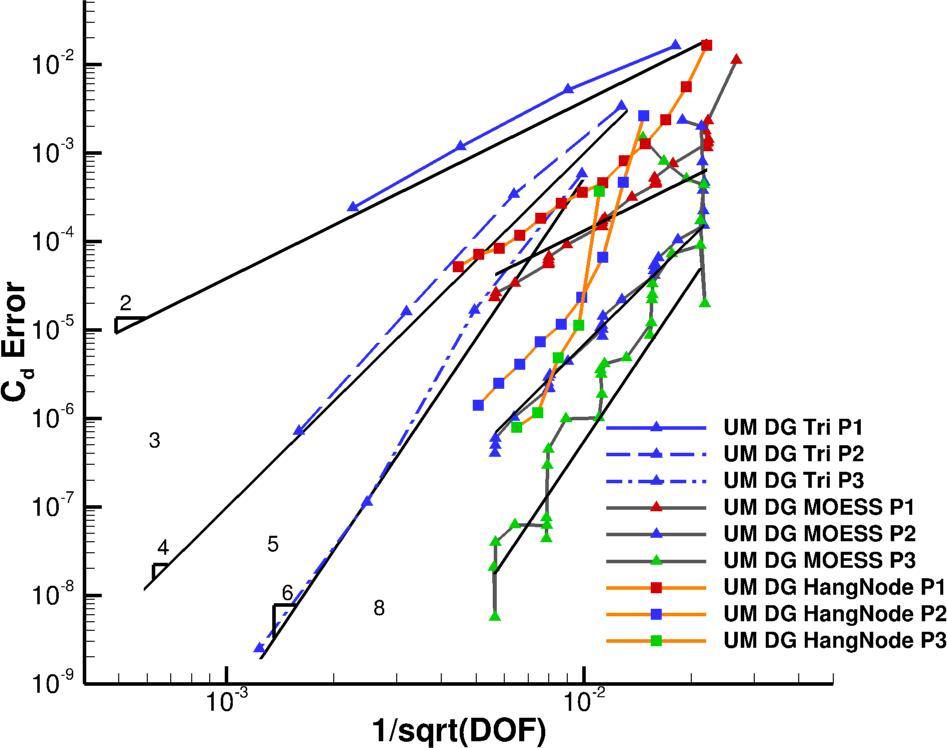 10⁻²
10⁻³
10⁻⁴
10⁻⁵
10⁻⁶
10⁻⁷
10⁻⁸
10⁻⁹
C_d Error
2
3
4
5
6
8
UM DG Tri P1
UM DG Tri P2
UM DG Tri P3
UM DG MOESS P1
UM DG MOESS P2
UM DG MOESS P3
UM DG HangNode P1
UM DG HangNode P2
UM DG HangNode P3
10⁻³
10⁻²
1/sqrt(DOF)